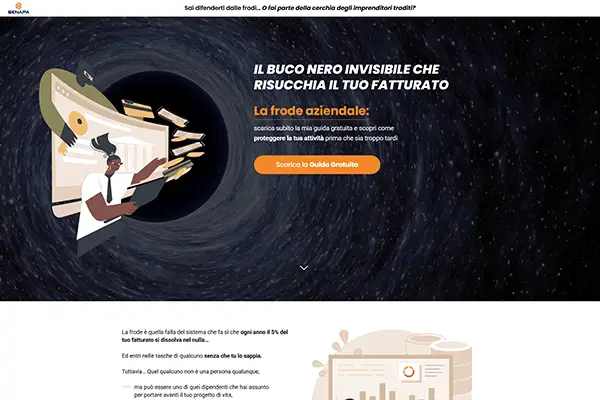 SENAPA
Sai difenderti dalle frodi... O fai parte della cerchia degli imprenditori traditi?
IL BUCO NERO INVISIBILE CHE
RISUCCHIA IL TUO FATTURATO
La frode aziendale:
scarica subito la mia guida gratuita e scopri come
proteggere la tua attività prima che sia troppo tardi
Scarica la Guida Gratuita
La frode è quella falla del sistema che fa sì che ogni anno il 5% del
tuo fatturato si dissolva nel nulla...
Ed entri nelle tasche di qualcuno senza che tu lo sappia.
Tuttavia... Quel qualcuno non è una persona qualunque,
ma può essere uno di quei dipendenti che hai assunto
per portare avanti il tuo progetto di vita,